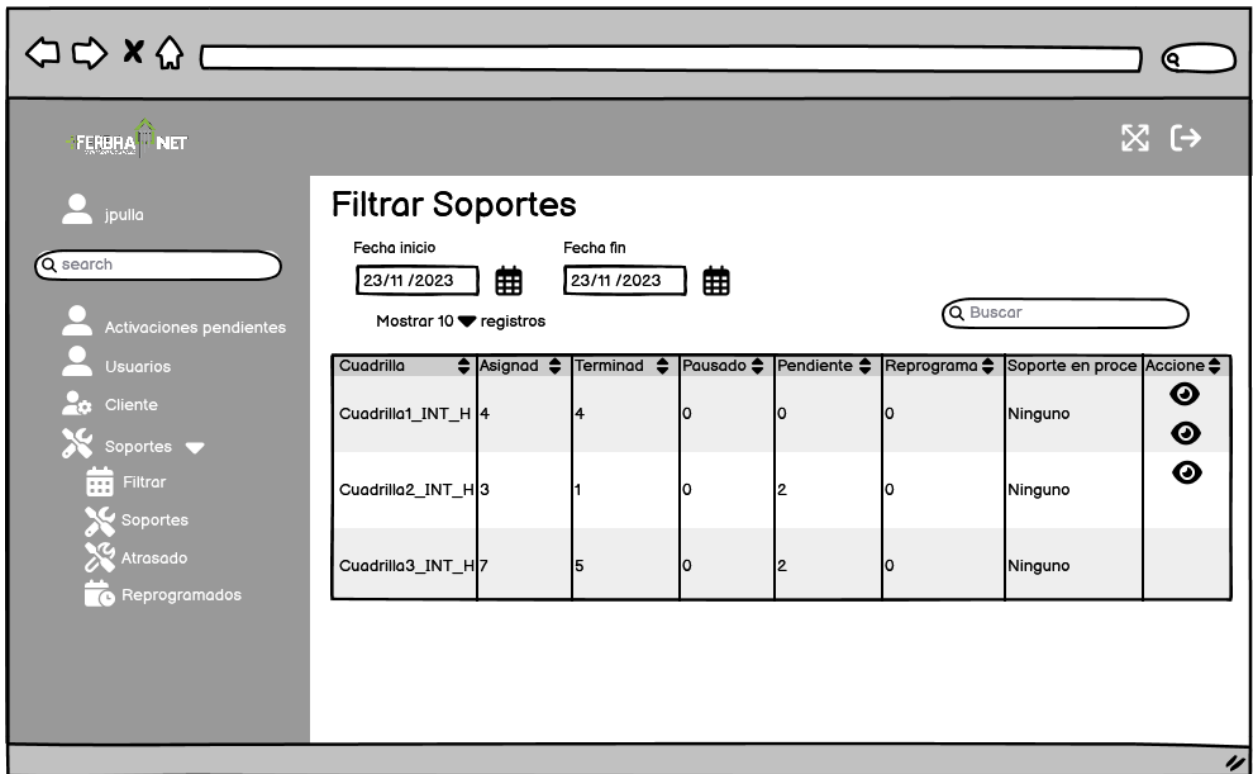 FERBRA NET
jpulla
search
Activaciones pendientes
Usuarios
Cliente
Soportes
Filtrar
Soportes
Atrasado
Reprogramados
Filtrar Soportes
Fecha inicio Fecha fin
23/11 /2023 23/11 /2023
Mostrar 10 registros
Buscar
Cuadrilla Asignad Terminad Pausado Pendiente Reprograma Soporte en proce Accione
Cuadrilla1_INT_H 4 4 0 0 0 Ninguno
Cuadrilla2_INT_H 3 1 0 2 0 Ninguno
Cuadrilla3_INT_H 7 5 0 2 0 Ninguno